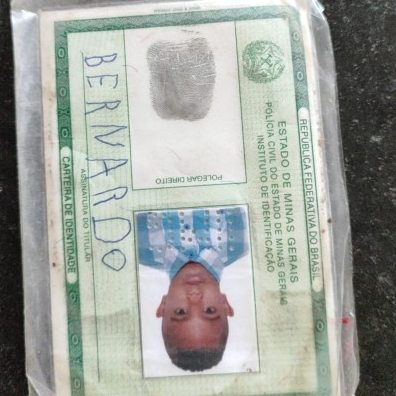 REPÚBLICA FEDERATIVA DO BRASIL
ESTADO DE MINAS GERAIS
POLÍCIA CIVIL DO ESTADO DE MINAS GERAIS
INSTITUTO DE IDENTIFICAÇÃO
POLEGAR DIREITO
BERNARDO
ASSINATURA DO TITULAR
CARTEIRA DE IDENTIDADE